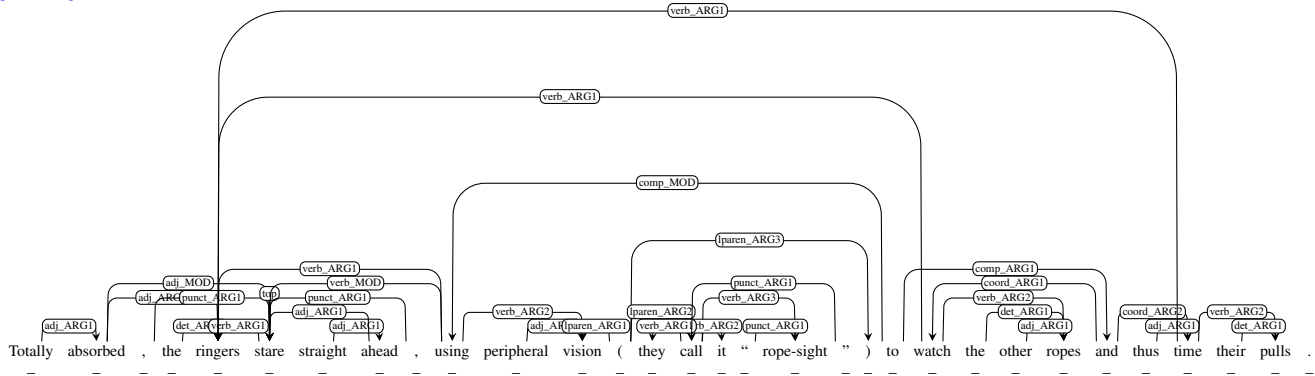 verb_ARG1
verb_ARG1
comp_MOD
lparen_ARG3
verb_ARG1 comp_ARG1
adj_MOD verb_MOD punct_ARG1 coord_ARG1
punct_ARG1 top punct_ARG1 verb_ARG3 verb_ARG2
adj_ARG1 verb_ARG2 lparen_ARG2 det_ARG1 coord_ARG2 verb_ARG2
adj_ARG1 verb_ARG1 adj_ARG1 lparen_ARG1 verb_ARG1 punct_ARG1 adj_ARG1 adj_ARG1 det_ARG1
Totally absorbed , the ringers stare straight ahead , using peripheral vision ( they call it “ rope-sight ” ) to watch the other ropes and thus time their pulls .
_ _ _ _ _ _ _ _ _ _ _ _ _ _ _ _ _ _ _ _ _ _ _ _ _ _ _ _ _ _ _ _